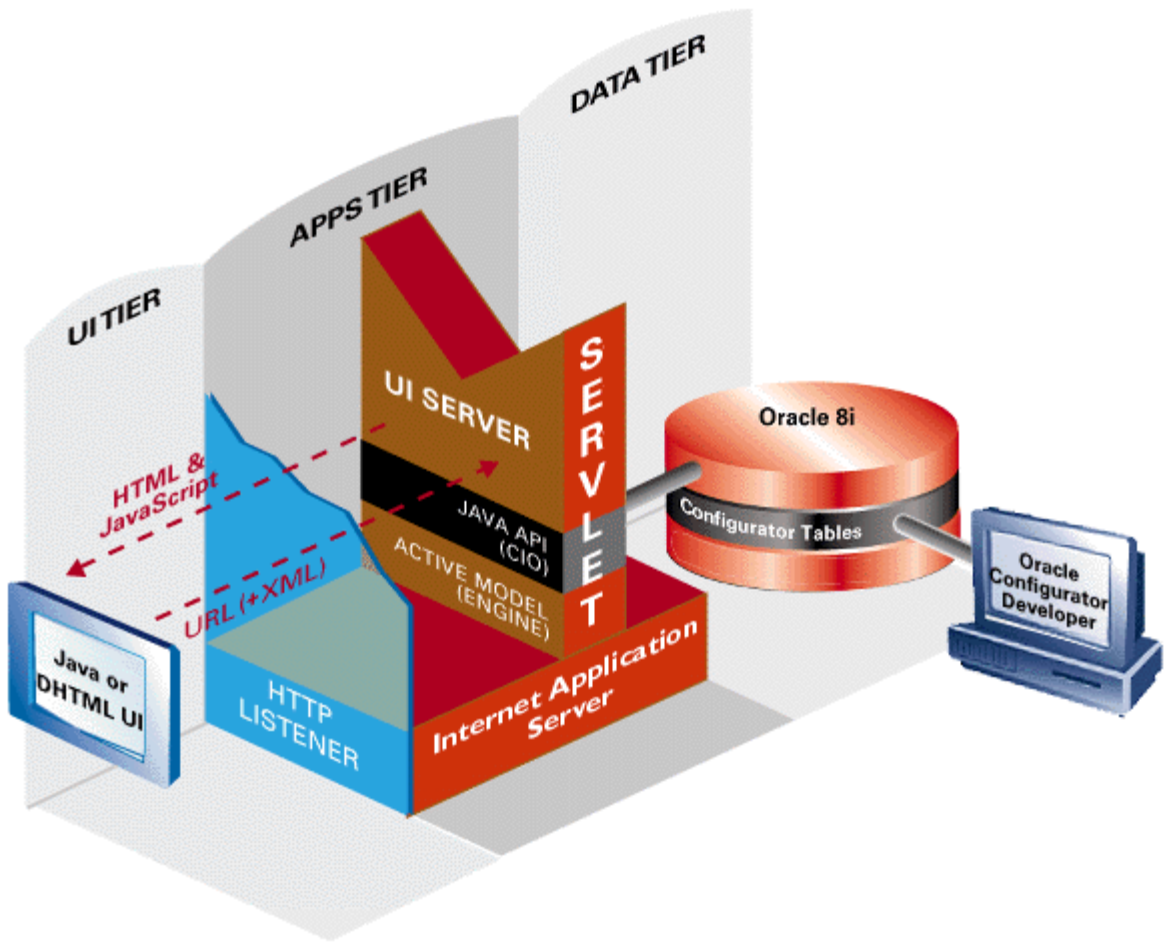 DATA TIER
APPS TIER
UI TIER
SERVLET
UI SERVER
JAVA API
(CIO)
ACTIVE MODEL
(ENGINE)
HTML &
JavaScript
URL (+XML)
Oracle 8i
Configurator Tables
Oracle
Configurator
Developer
Java or
DHTML UI
HTTP
LISTENER
Internet Application
Server